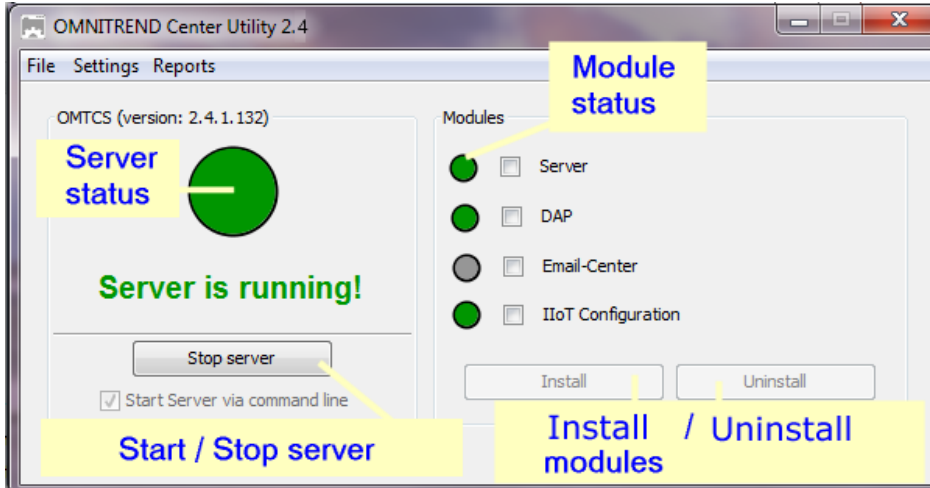 OMNITREND Center Utility 2.4
File Settings Reports
OMTCS (version: 2.4.1.132)
Server
status
Server is running!
Stop server
Start Server via command line
Start / Stop server
Modules
Module
status
Server
DAP
Email-Center
IIoT Configuration
Install Uninstall
Install / Uninstall
modules